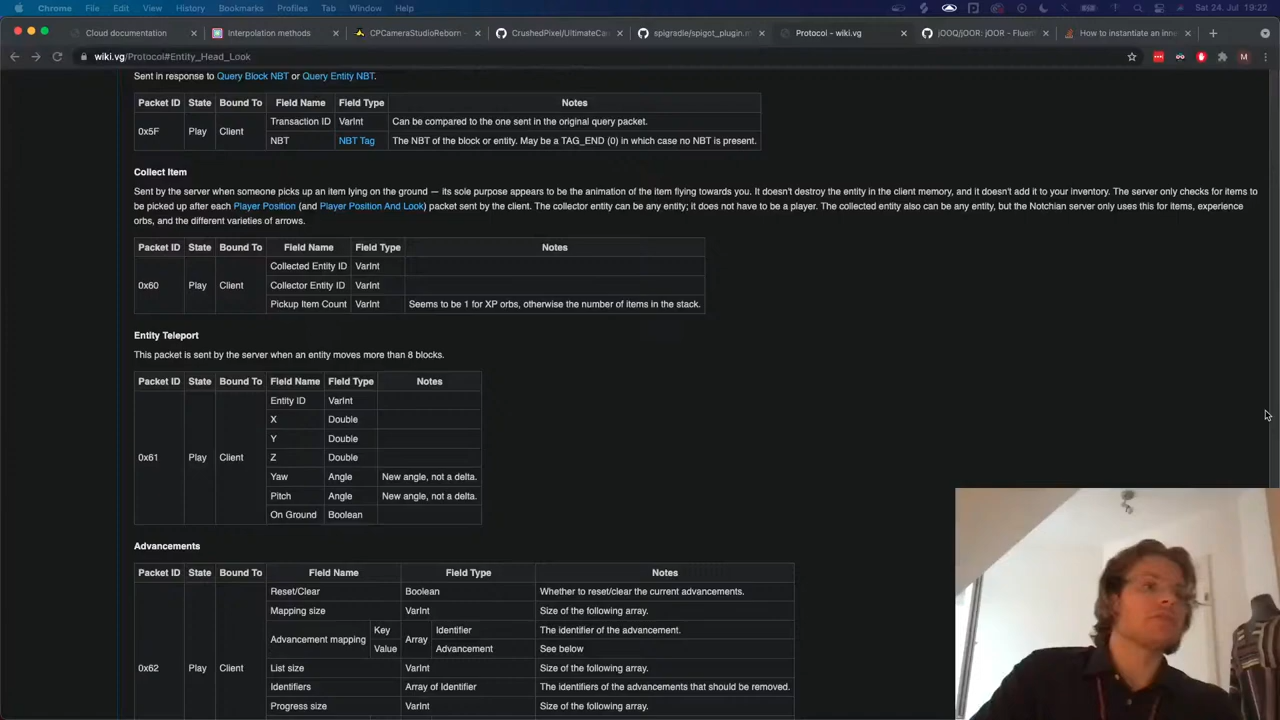 Chrome File Edit View History Bookmarks Profiles Tab Window Help Sat 24. Jul 19:22
Cloud documentation Interpolation methods CPCameraStudioReborn - CrushedPixel/UltimateCam spigradle/spigot_plugin.m Protocol - wiki.vg jOOQ/jOOR: jOOR - Fluent How to instantiate an inne
wiki.vg/Protocol#Entity_Head_Look M
Sent in response to Query Block NBT or Query Entity NBT.
Packet ID State Bound To Field Name Field Type Notes
0x5F Play Client Transaction ID VarInt Can be compared to the one sent in the original query packet.
NBT NBT Tag The NBT of the block or entity. May be a TAG_END (0) in which case no NBT is present.
Collect Item
Sent by the server when someone picks up an item lying on the ground — its sole purpose appears to be the animation of the item flying towards you. It doesn't destroy the entity in the client memory, and it doesn't add it to your inventory. The server only checks for items to
be picked up after each Player Position (and Player Position And Look) packet sent by the client. The collector entity can be any entity; it does not have to be a player. The collected entity also can be any entity, but the Notchian server only uses this for items, experience
orbs, and the different varieties of arrows.
Packet ID State Bound To Field Name Field Type Notes
Collected Entity ID VarInt
0x60 Play Client Collector Entity ID VarInt
Pickup Item Count VarInt Seems to be 1 for XP orbs, otherwise the number of items in the stack.
Entity Teleport
This packet is sent by the server when an entity moves more than 8 blocks.
Packet ID State Bound To Field Name Field Type Notes
Entity ID VarInt
X Double
Y Double
0x61 Play Client Z Double
Yaw Angle New angle, not a delta.
Pitch Angle New angle, not a delta.
On Ground Boolean
Advancements
Packet ID State Bound To Field Name Field Type Notes
Reset/Clear Boolean Whether to reset/clear the current advancements.
Mapping size VarInt Size of the following array.
Advancement mapping Key Array Identifier The identifier of the advancement.
Value Advancement See below
0x62 Play Client List size VarInt Size of the following array.
Identifiers Array of Identifier The identifiers of the advancements that should be removed.
Progress size VarInt Size of the following array.